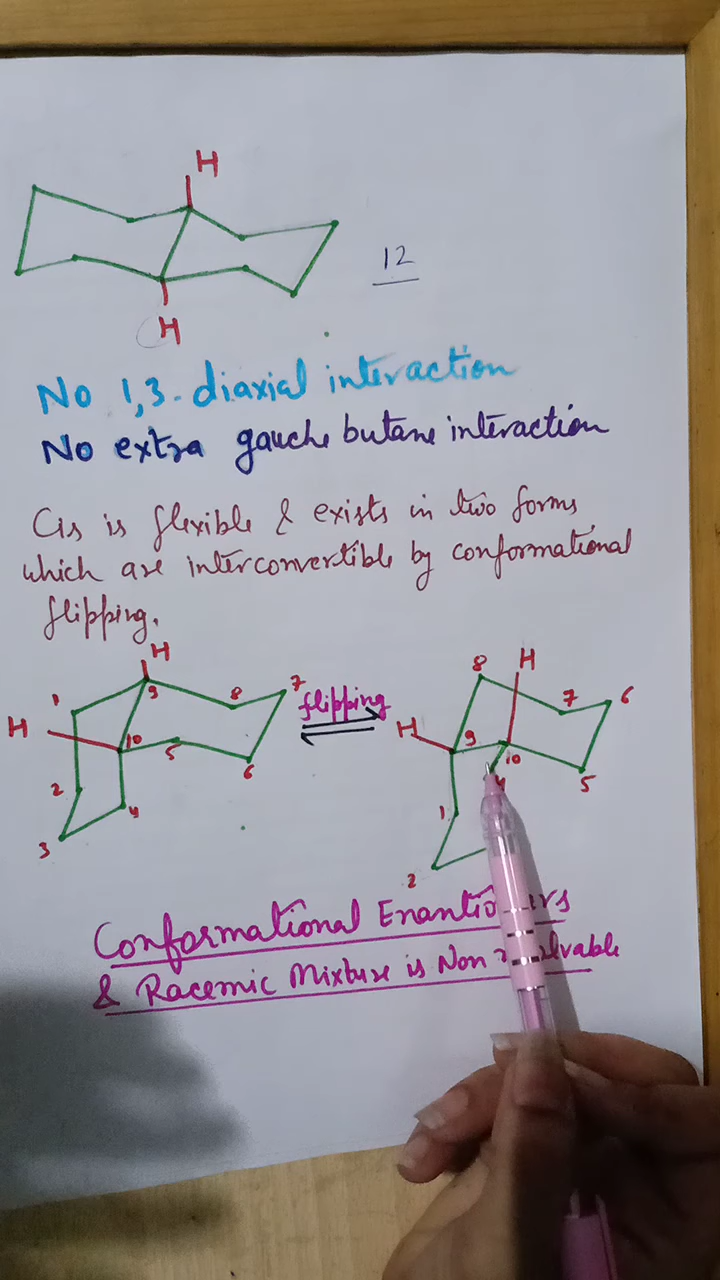 H
12
H
No 1,3-diaxial interaction
No extra gauche butane interaction
Cis is flexible & exists in two forms
which are interconvertible by conformational
flipping.
H
1 9 8 7
H 10 5
2 4 6
3
flipping
8 H
7 6
H 9 10
4 5
1
2
Conformational
& Racemic Mixture is Non